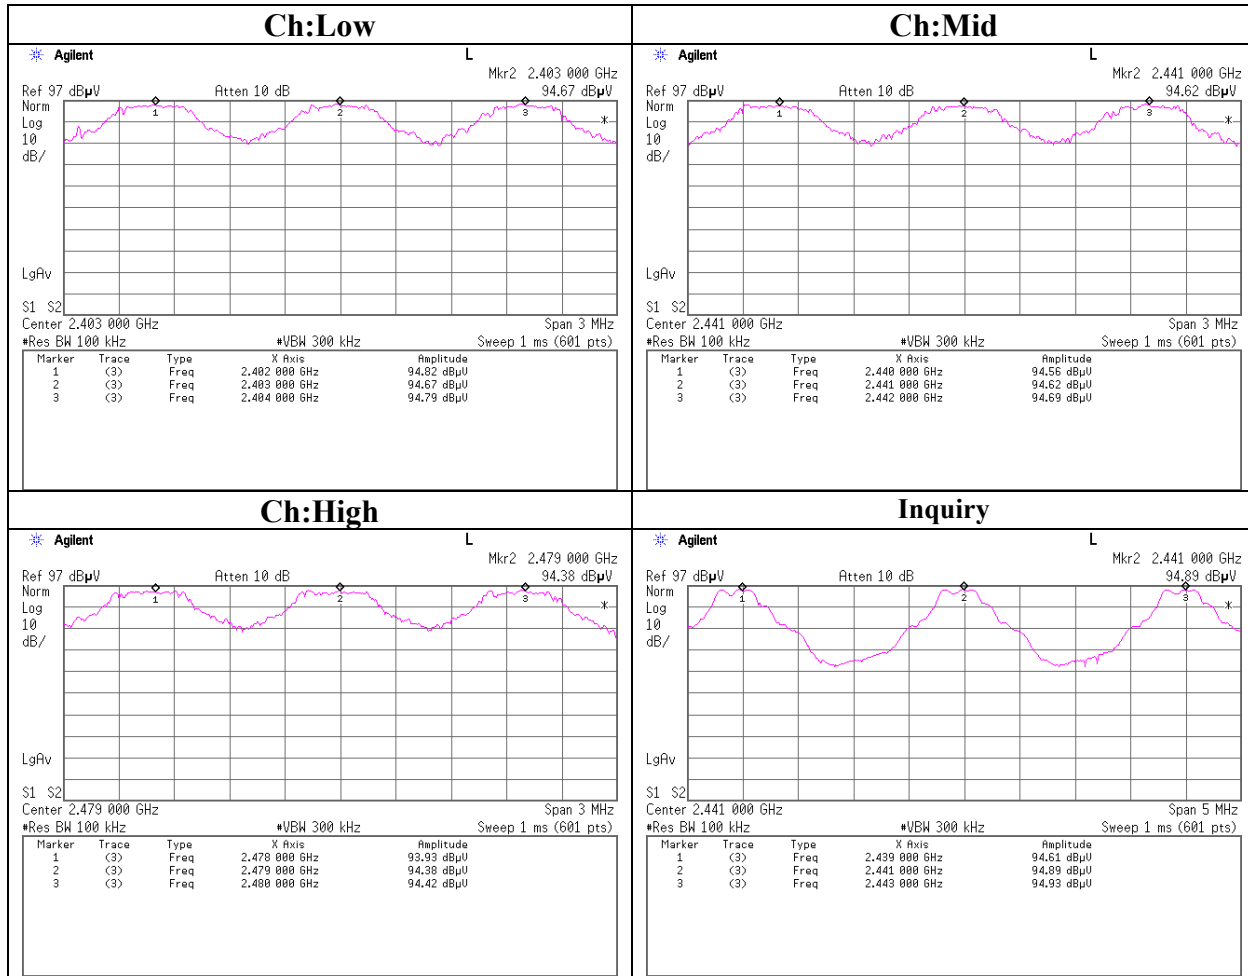 Ch:Low
Agilent L
Mkr2 2.403 000 GHz
Ref 97 dBµV Atten 10 dB 94.67 dBµV
Norm
Log
10
dB/
1 2 3
*
LgAv
S1 S2
Center 2.403 000 GHz Span 3 MHz
#Res BW 100 kHz #VBW 300 kHz Sweep 1 ms (601 pts)
Marker Trace Type X Axis Amplitude
1 (3) Freq 2.402 000 GHz 94.82 dBµV
2 (3) Freq 2.403 000 GHz 94.67 dBµV
3 (3) Freq 2.404 000 GHz 94.79 dBµV
Ch:Mid
Agilent L
Mkr2 2.441 000 GHz
Ref 97 dBµV Atten 10 dB 94.62 dBµV
Norm
Log
10
dB/
1 2 3
*
LgAv
S1 S2
Center 2.441 000 GHz Span 3 MHz
#Res BW 100 kHz #VBW 300 kHz Sweep 1 ms (601 pts)
Marker Trace Type X Axis Amplitude
1 (3) Freq 2.440 000 GHz 94.56 dBµV
2 (3) Freq 2.441 000 GHz 94.62 dBµV
3 (3) Freq 2.442 000 GHz 94.69 dBµV
Ch:High
Agilent L
Mkr2 2.479 000 GHz
Ref 97 dBµV Atten 10 dB 94.38 dBµV
Norm
Log
10
dB/
1 2 3
*
LgAv
S1 S2
Center 2.479 000 GHz Span 3 MHz
#Res BW 100 kHz #VBW 300 kHz Sweep 1 ms (601 pts)
Marker Trace Type X Axis Amplitude
1 (3) Freq 2.478 000 GHz 93.93 dBµV
2 (3) Freq 2.479 000 GHz 94.38 dBµV
3 (3) Freq 2.480 000 GHz 94.42 dBµV
Inquiry
Agilent L
Mkr2 2.441 000 GHz
Ref 97 dBµV Atten 10 dB 94.89 dBµV
Norm
Log
10
dB/
1 2 3
*
LgAv
S1 S2
Center 2.441 000 GHz Span 5 MHz
#Res BW 100 kHz #VBW 300 kHz Sweep 1 ms (601 pts)
Marker Trace Type X Axis Amplitude
1 (3) Freq 2.439 000 GHz 94.61 dBµV
2 (3) Freq 2.441 000 GHz 94.89 dBµV
3 (3) Freq 2.443 000 GHz 94.93 dBµV